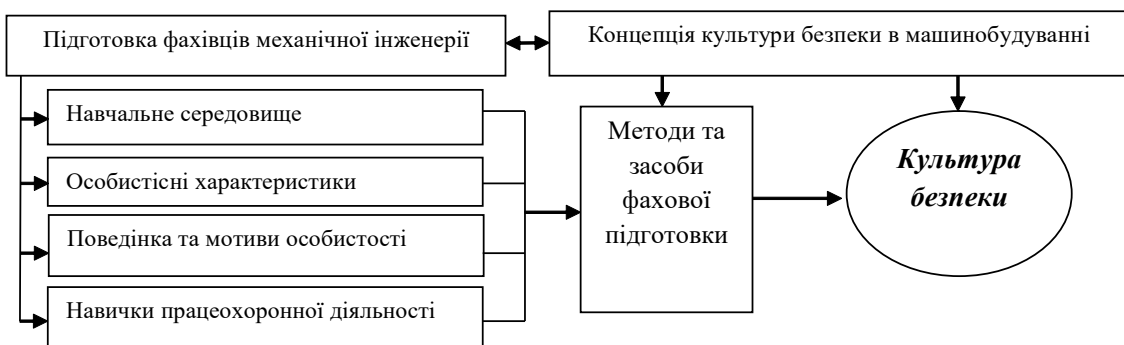 Підготовка фахівців механічної інженерії
Концепція культури безпеки в машинобудуванні
Навчальне середовище
Особистісні характеристики
Поведінка та мотиви особистості
Навички працеохоронної діяльності
Методи та
засоби
фахової
підготовки
Культура
безпеки